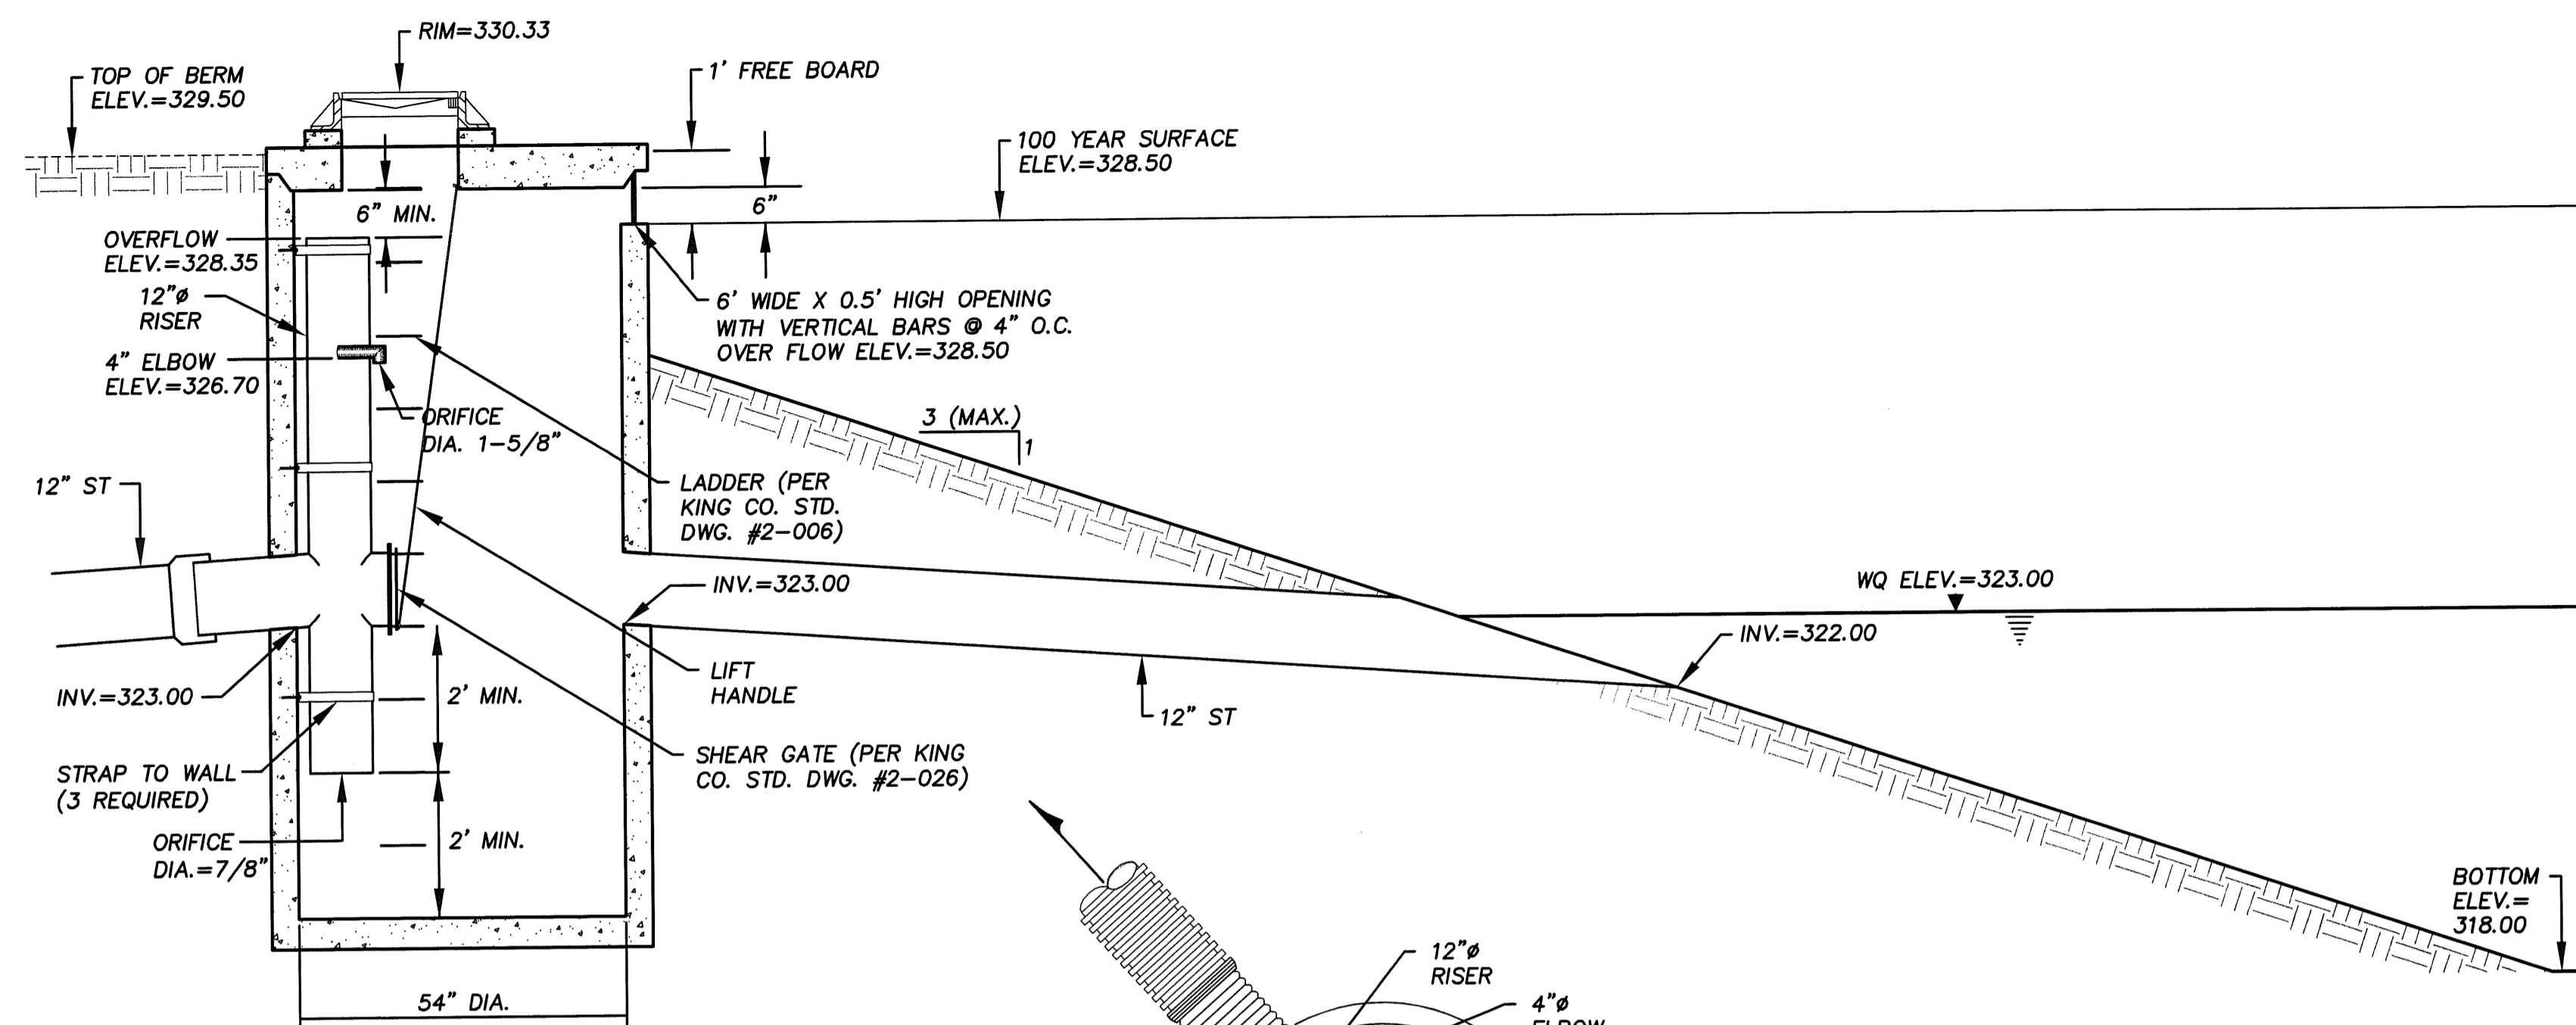 RIM=330.33
TOP OF BERM
ELEV.=329.50
1' FREE BOARD
100 YEAR SURFACE
ELEV.=328.50
6" MIN.
6"
OVERFLOW
ELEV.=328.35
12"ø
RISER
6' WIDE X 0.5' HIGH OPENING
WITH VERTICAL BARS @ 4" O.C.
OVER FLOW ELEV.=328.50
4" ELBOW
ELEV.=326.70
ORIFICE
DIA. 1-5/8"
3 (MAX.)
1
12" ST
LADDER (PER
KING CO. STD.
DWG. #2-006)
INV.=323.00
WQ ELEV.=323.00
INV.=322.00
INV.=323.00
2' MIN.
LIFT
HANDLE
12" ST
STRAP TO WALL
(3 REQUIRED)
SHEAR GATE (PER KING
CO. STD. DWG. #2-026)
ORIFICE
DIA.=7/8"
2' MIN.
BOTTOM
ELEV.=
318.00
54" DIA.
12"ø
RISER
4"ø
ELBOW